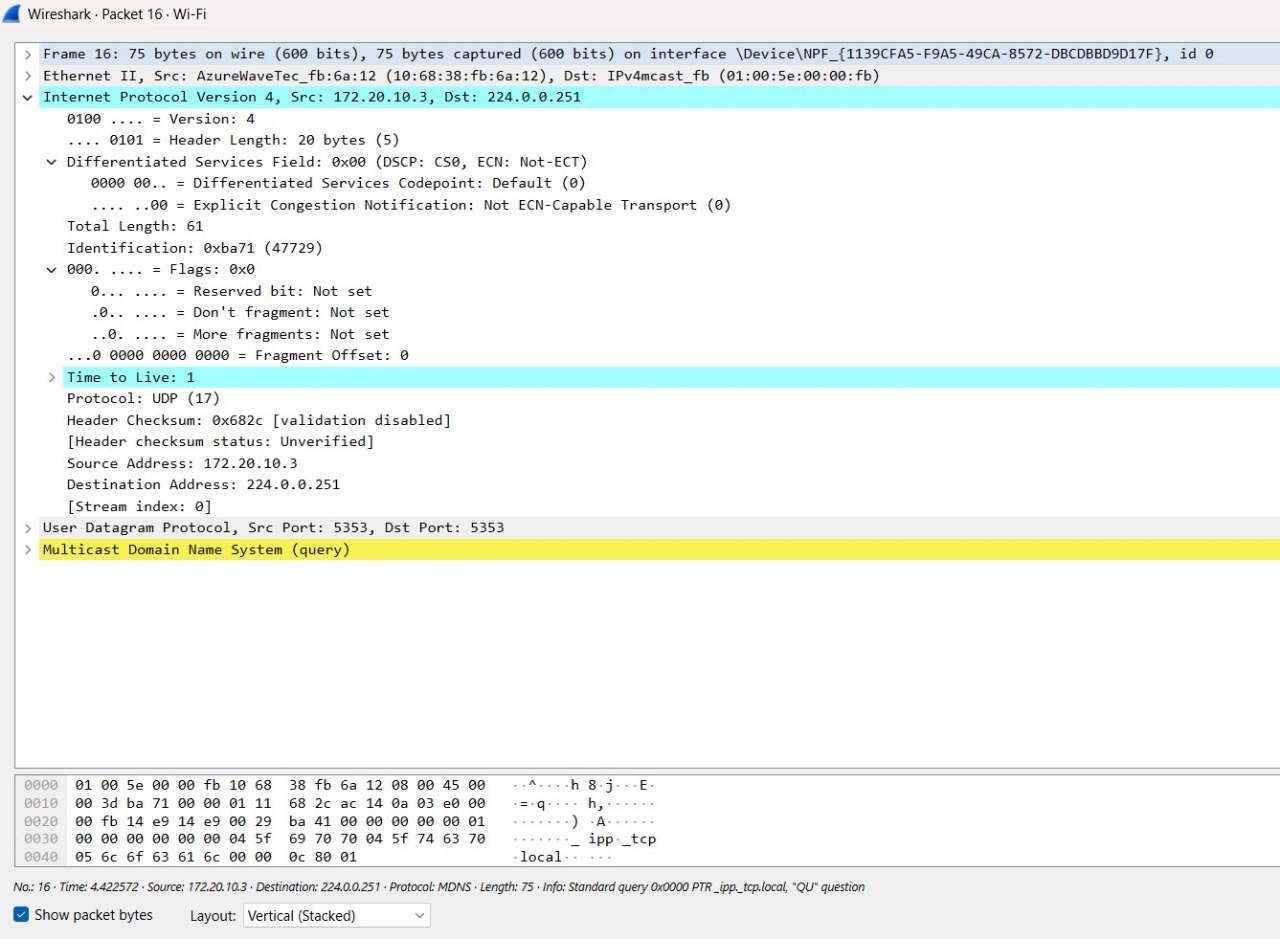 Wireshark · Packet 16 · Wi-Fi
Frame 16: 75 bytes on wire (600 bits), 75 bytes captured (600 bits) on interface \Device\NPF_{1139CFA5-F9A5-49CA-8572-DBCDBBD9D17F}, id 0
Ethernet II, Src: AzureWaveTec_fb:6a:12 (10:68:38:fb:6a:12), Dst: IPv4mcast_fb (01:00:5e:00:00:fb)
Internet Protocol Version 4, Src: 172.20.10.3, Dst: 224.0.0.251
0100 .... = Version: 4
.... 0101 = Header Length: 20 bytes (5)
Differentiated Services Field: 0x00 (DSCP: CS0, ECN: Not-ECT)
0000 00.. = Differentiated Services Codepoint: Default (0)
.... ..00 = Explicit Congestion Notification: Not ECN-Capable Transport (0)
Total Length: 61
Identification: 0xba71 (47729)
000. .... = Flags: 0x0
0... .... = Reserved bit: Not set
.0.. .... = Don't fragment: Not set
..0. .... = More fragments: Not set
...0 0000 0000 0000 = Fragment Offset: 0
Time to Live: 1
Protocol: UDP (17)
Header Checksum: 0x682c [validation disabled]
[Header checksum status: Unverified]
Source Address: 172.20.10.3
Destination Address: 224.0.0.251
[Stream index: 0]
User Datagram Protocol, Src Port: 5353, Dst Port: 5353
Multicast Domain Name System (query)
0000 01 00 5e 00 00 fb 10 68 38 fb 6a 12 08 00 45 00 ··^····h 8·j···E·
0010 00 3d ba 71 00 00 01 11 68 2c ac 14 0a 03 e0 00 ·=·q···· h,······
0020 00 fb 14 e9 14 e9 00 29 ba 41 00 00 00 00 00 01 ·······) ·A······
0030 00 00 00 00 00 00 04 5f 69 70 70 04 5f 74 63 70 ·······_ ipp·_tcp
0040 05 6c 6f 63 61 6c 00 00 0c 80 01 ·local·· ···
No.: 16 · Time: 4.422572 · Source: 172.20.10.3 · Destination: 224.0.0.251 · Protocol: MDNS · Length: 75 · Info: Standard query 0x0000 PTR _ipp._tcp.local, "QU" question
Show packet bytes Layout: Vertical (Stacked)